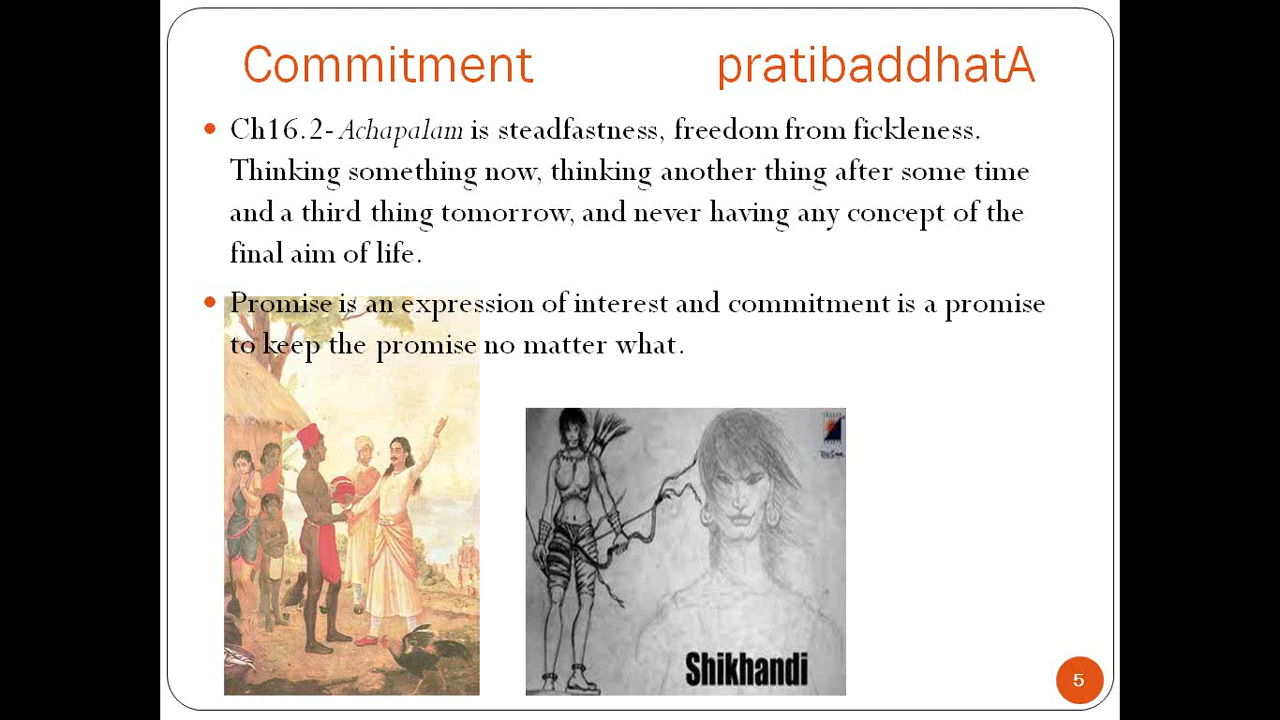 Commitment pratibaddhatA
• Ch16.2- Achapalam is steadfastness, freedom from fickleness.
Thinking something now, thinking another thing after some time
and a third thing tomorrow, and never having any concept of the
final aim of life.
• Promise is an expression of interest and commitment is a promise
to keep the promise no matter what.
Shikhandi
5